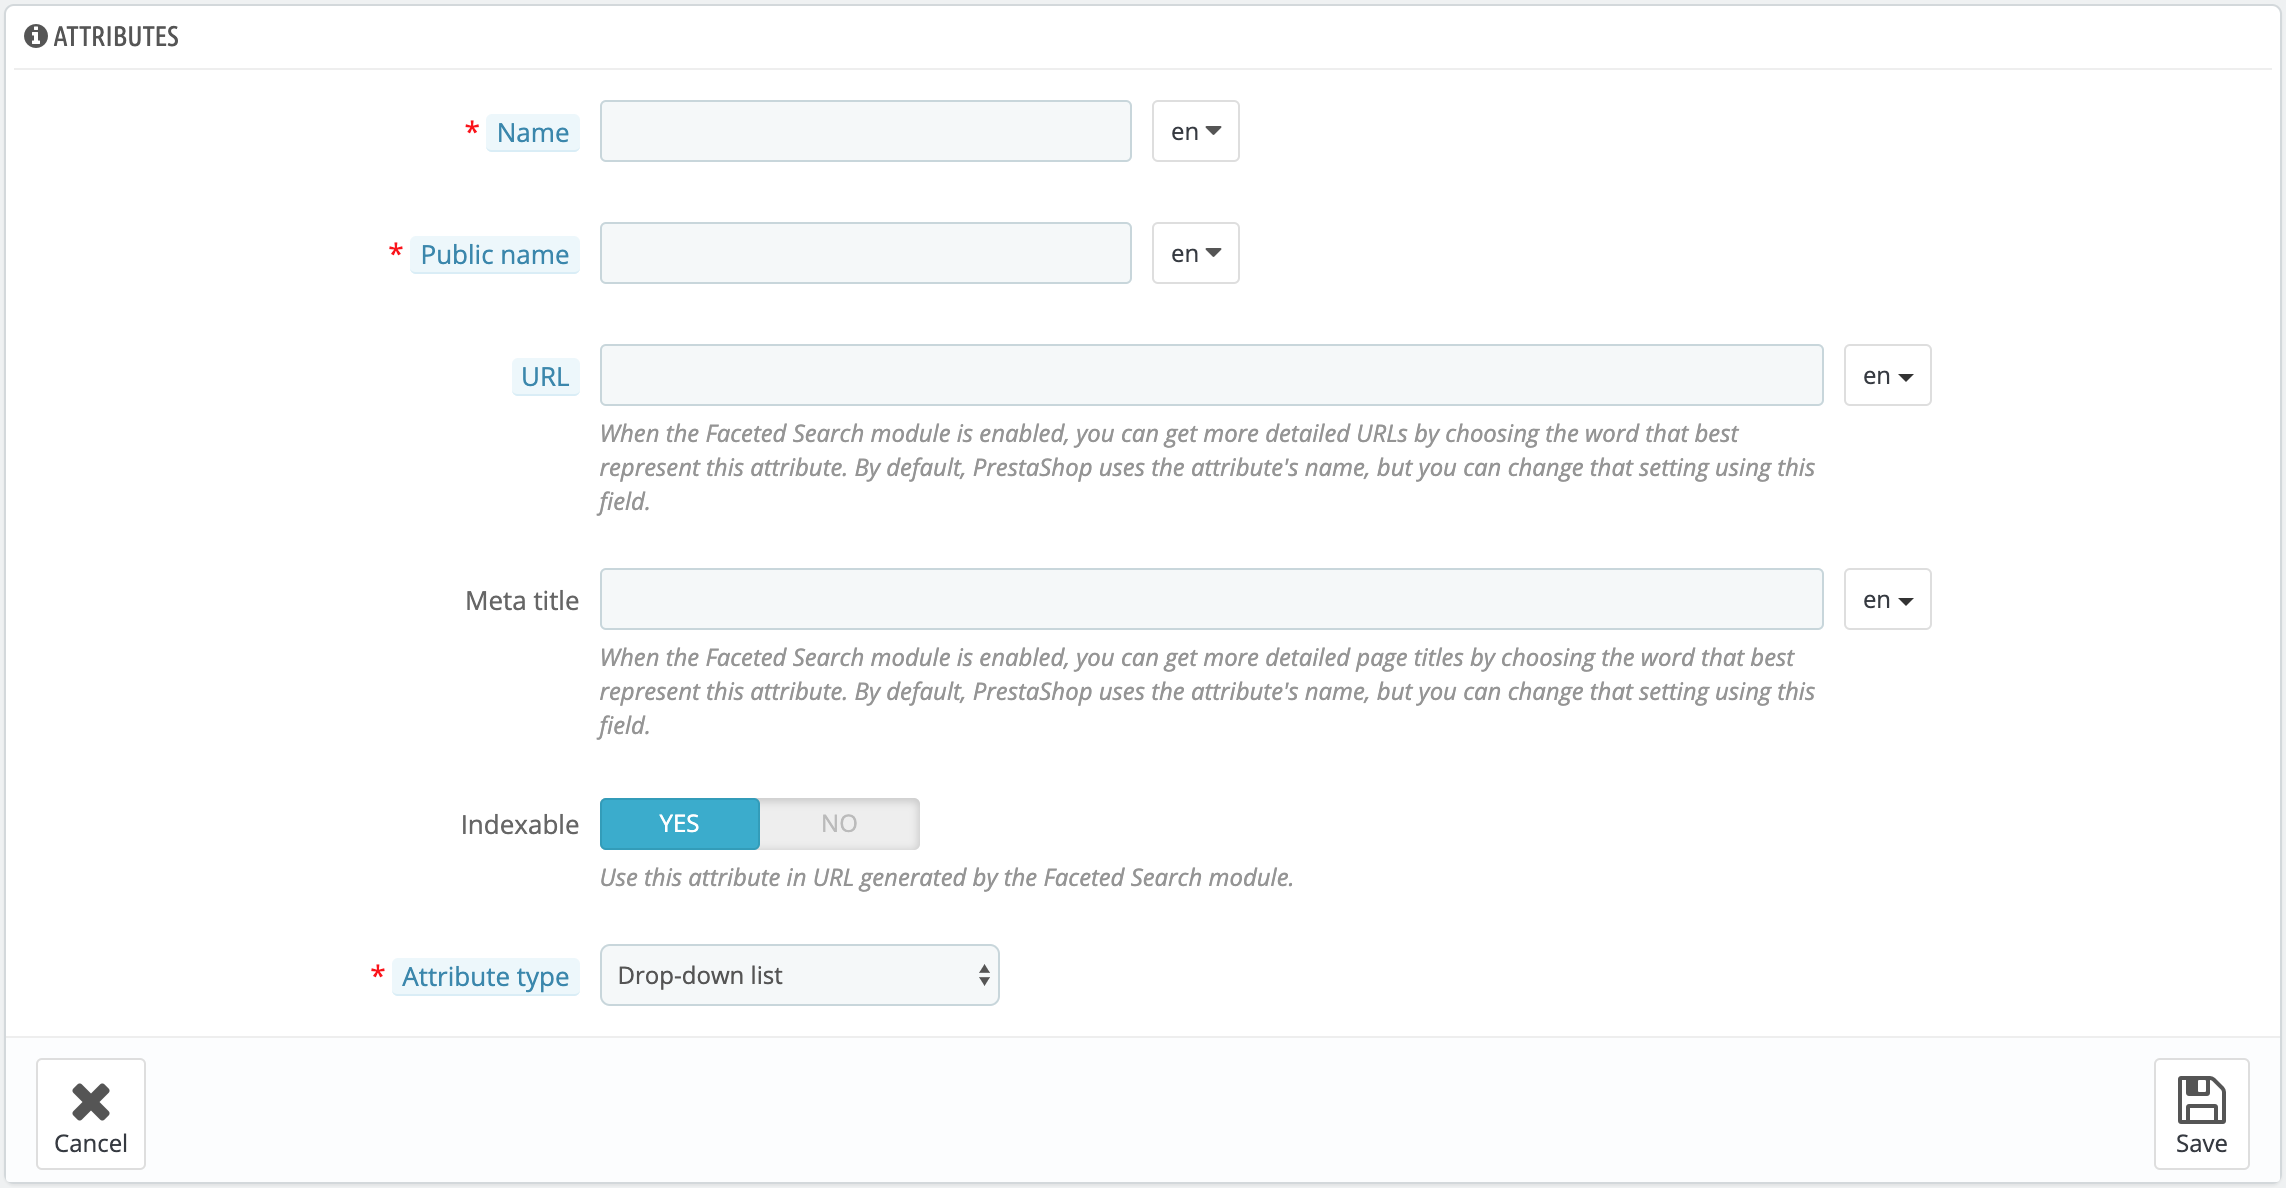 ATTRIBUTES
* Name en
* Public name en
URL en
When the Faceted Search module is enabled, you can get more detailed URLs by choosing the word that best
represent this attribute. By default, PrestaShop uses the attribute's name, but you can change that setting using this
field.
Meta title en
When the Faceted Search module is enabled, you can get more detailed page titles by choosing the word that best
represent this attribute. By default, PrestaShop uses the attribute's name, but you can change that setting using this
field.
Indexable YES NO
Use this attribute in URL generated by the Faceted Search module.
* Attribute type Drop-down list
Cancel Save